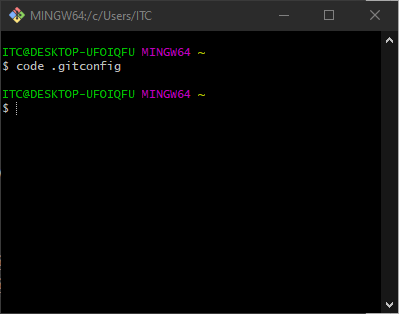 MINGW64:/c/Users/ITC
ITC@DESKTOP-UFOIQFU MINGW64 ~
$ code .gitconfig
ITC@DESKTOP-UFOIQFU MINGW64 ~
$